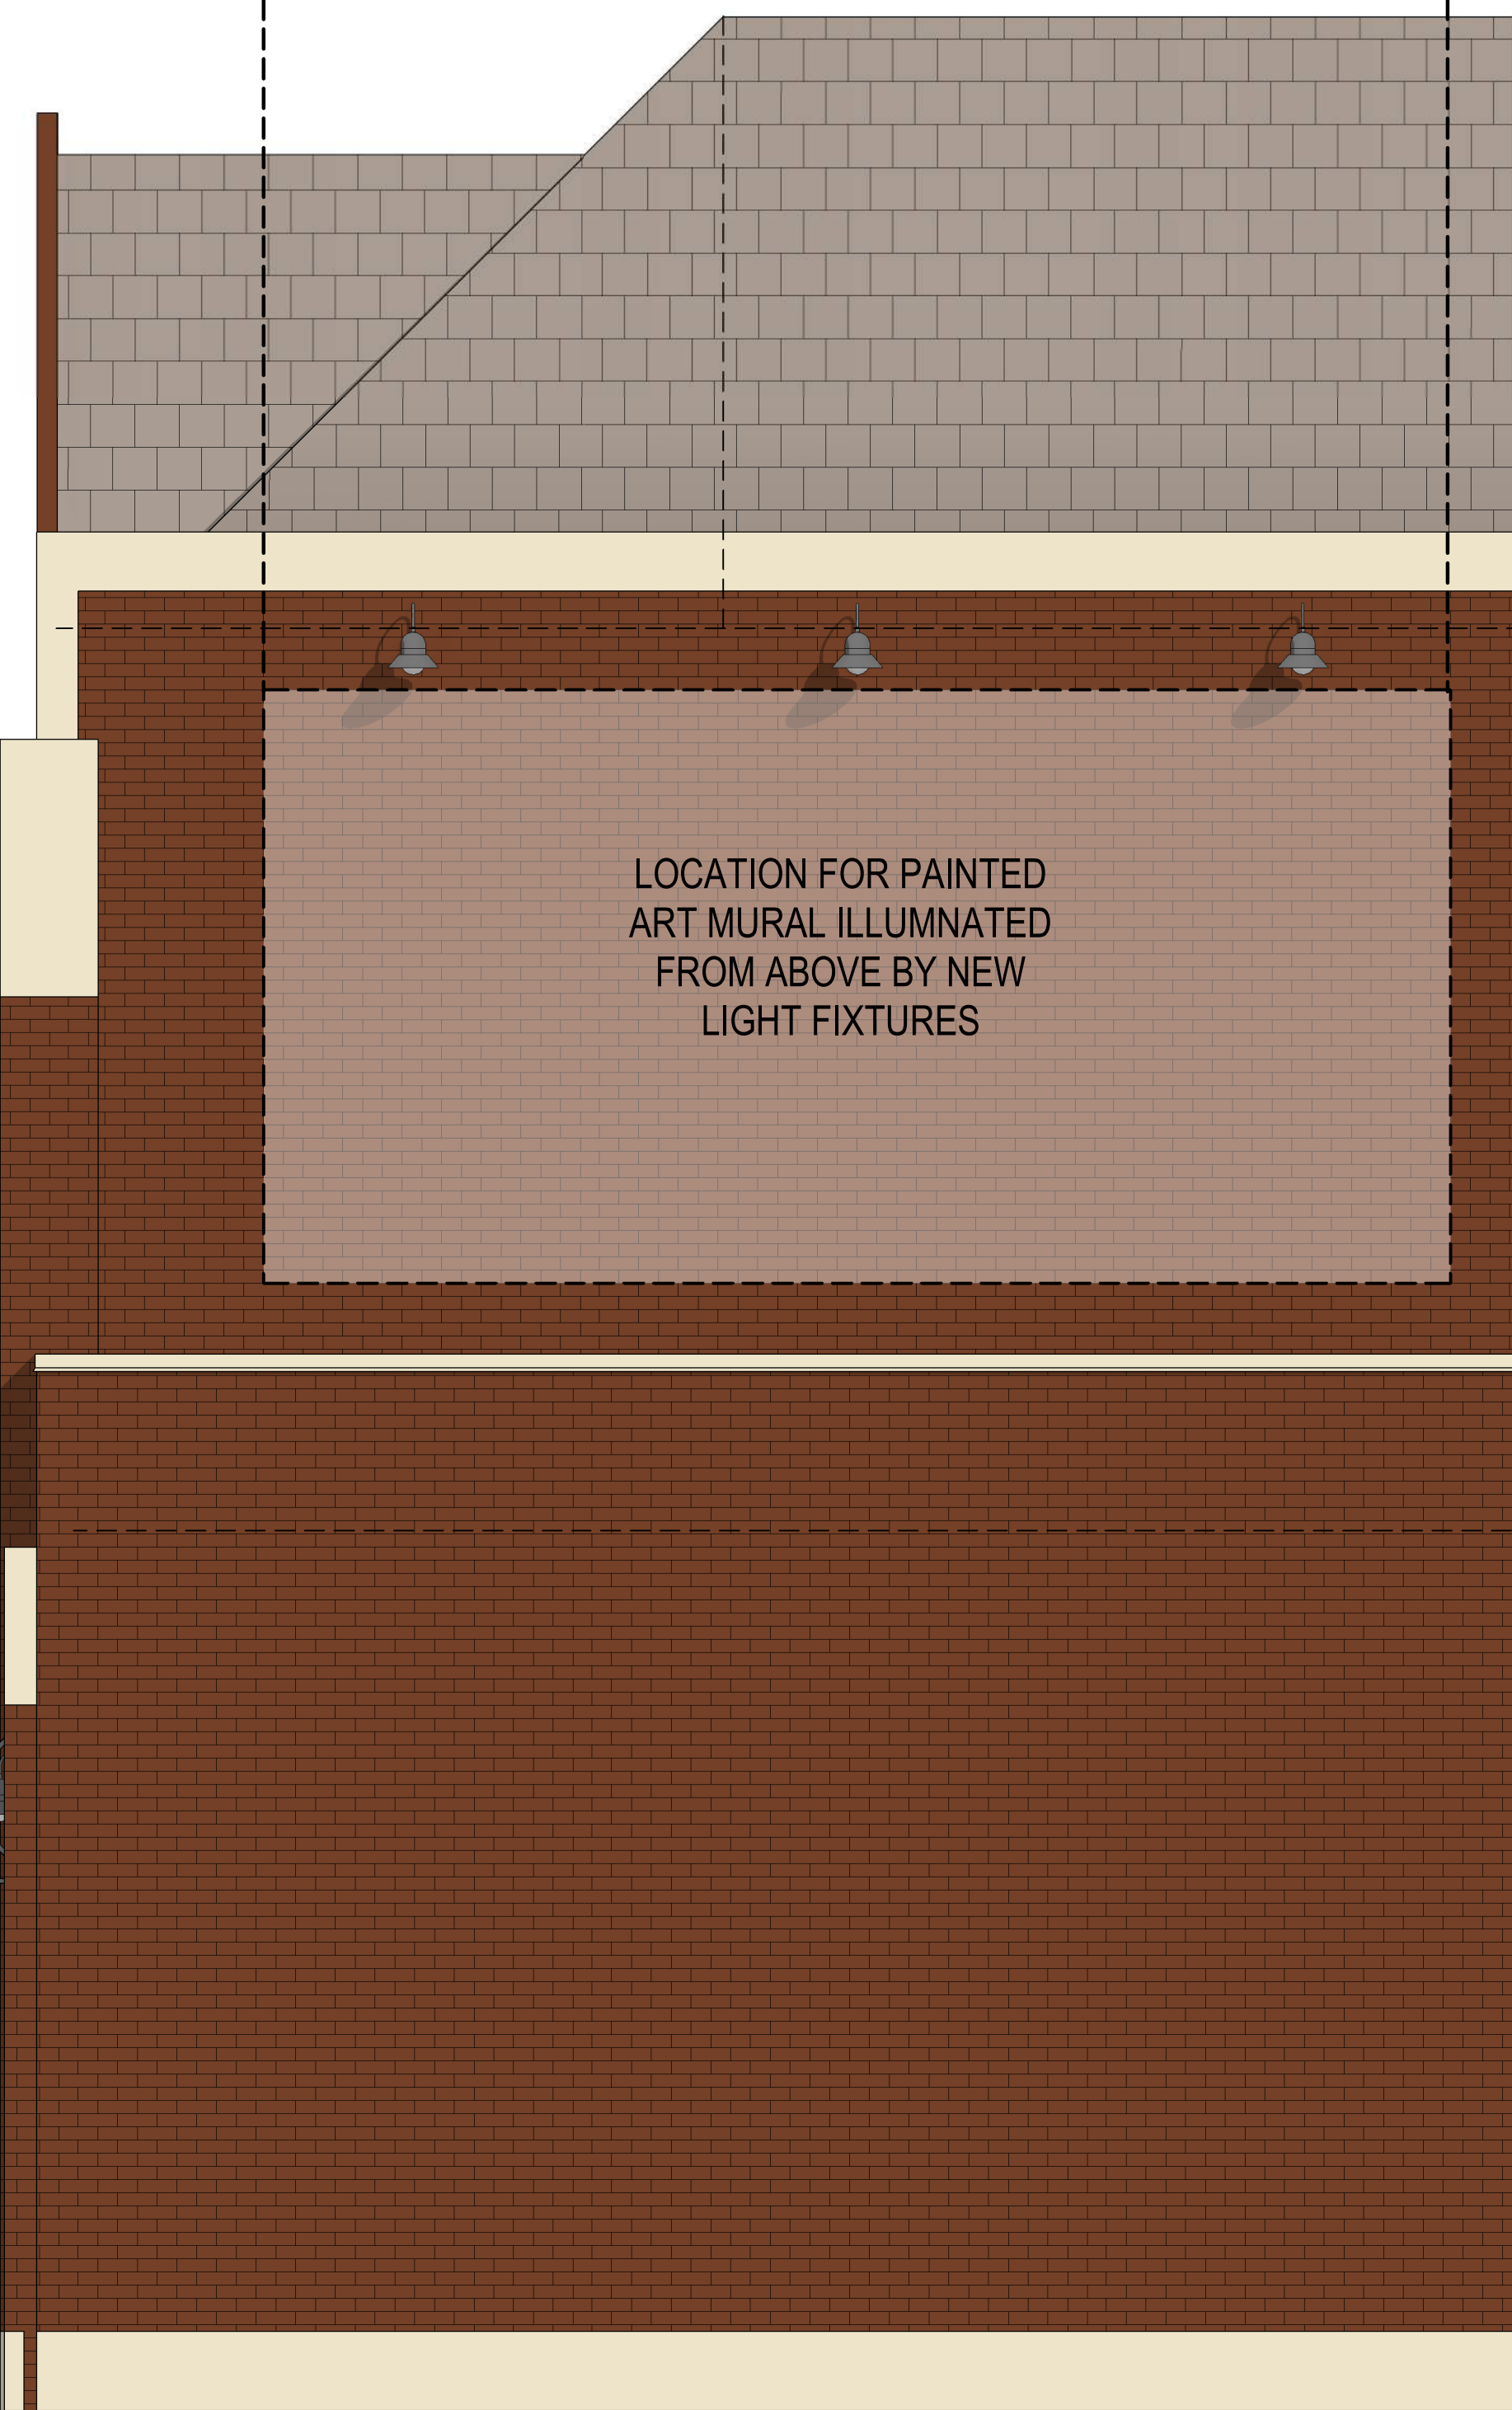 LOCATION FOR PAINTED
ART MURAL ILLUMNATED
FROM ABOVE BY NEW
LIGHT FIXTURES